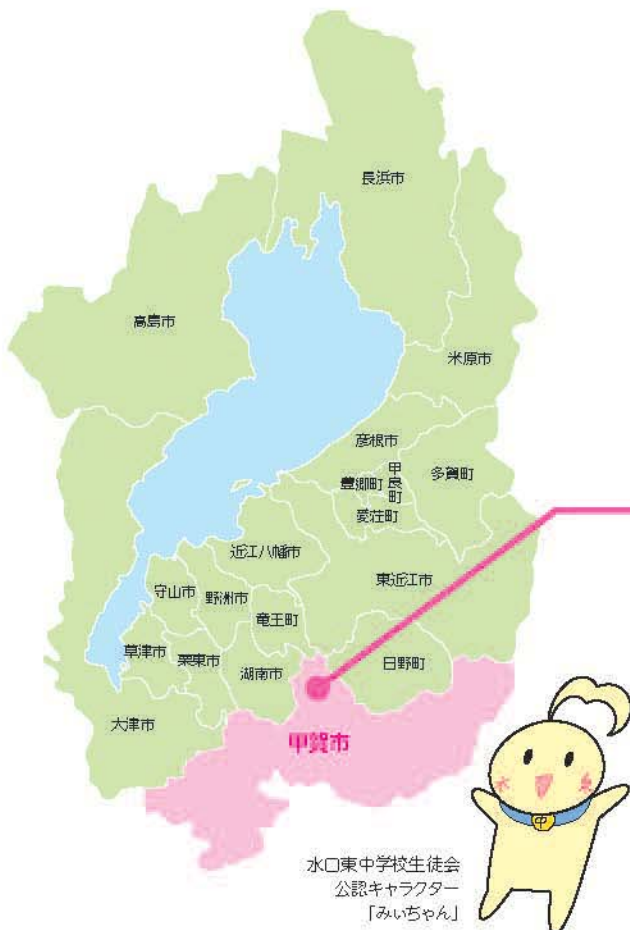 長浜市
高島市
米原市
彦根市
甲良町
豊郷町
多賀町
愛荘町
近江八幡市
東近江市
守山市
野洲市
竜王町
草津市
栗東市
湖南市
日野町
大津市
甲賀市
水 東
中
水口東中学校生徒会
公認キャラクター
「みぃちゃん」